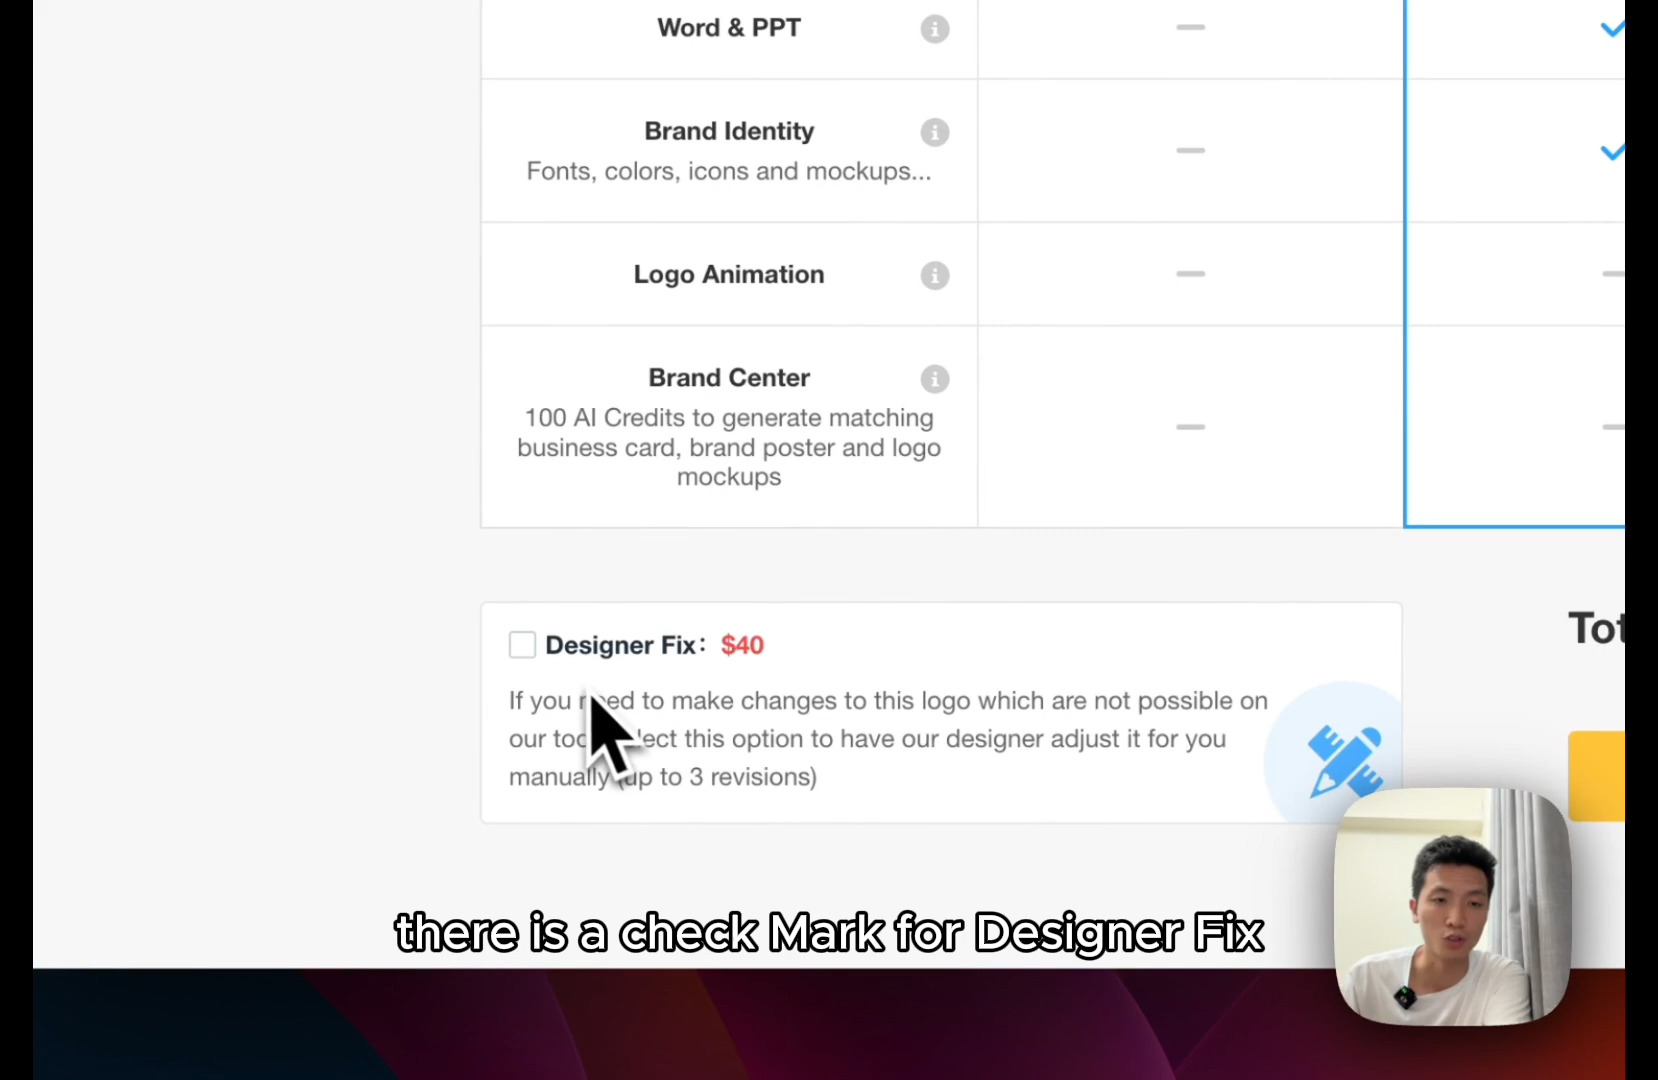 Word & PPT
Brand Identity
Fonts, colors, icons and mockups...
Logo Animation
Brand Center
100 AI Credits to generate matching
business card, brand poster and logo
mockups
Designer Fix: $40
If you need to make changes to this logo which are not possible on
our select this option to have our designer adjust it for you
manually (up to 3 revisions)
there is a check Mark for Designer Fix